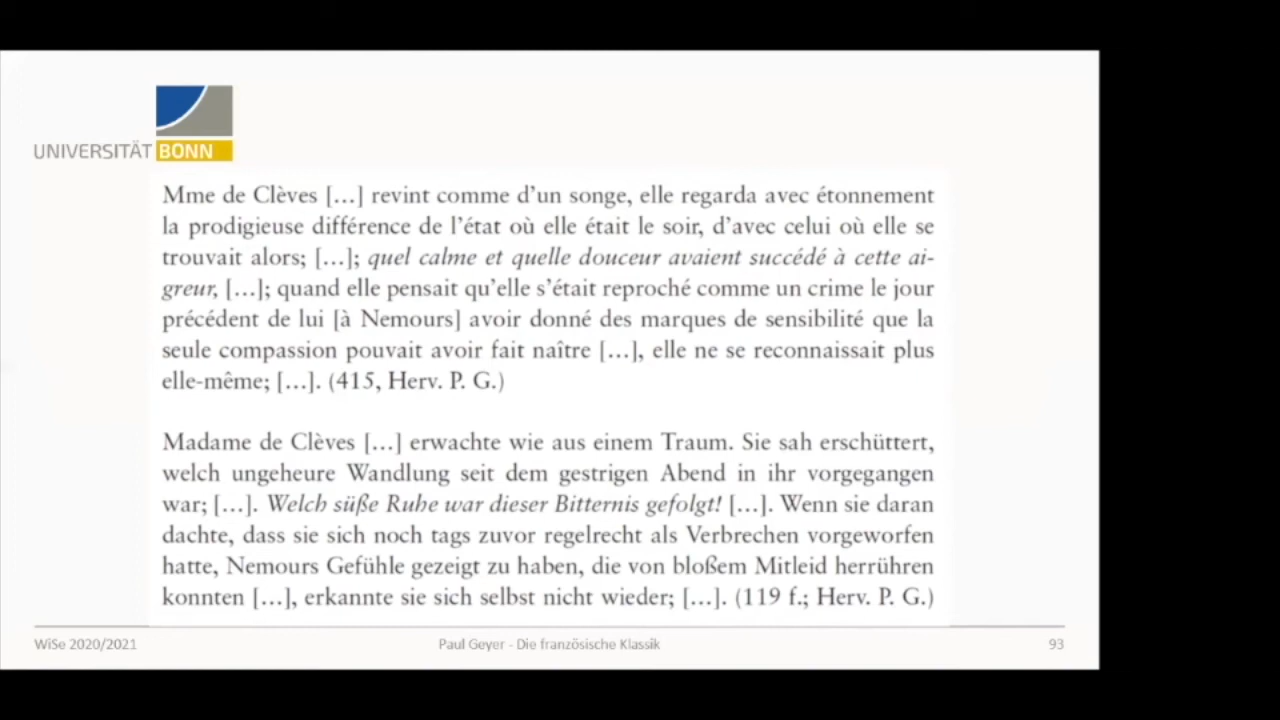 UNIVERSITÄT BONN
Mme de Clèves […] revint comme d’un songe, elle regarda avec étonnement
la prodigieuse différence de l’état où elle était le soir, d’avec celui où elle se
trouvait alors; […]; quel calme et quelle douceur avaient succédé à cette ai-
greur, […]; quand elle pensait qu’elle s’était reproché comme un crime le jour
précédent de lui [à Nemours] avoir donné des marques de sensibilité que la
seule compassion pouvait avoir fait naître […], elle ne se reconnaissait plus
elle-même; […]. (415, Herv. P. G.)
Madame de Clèves […] erwachte wie aus einem Traum. Sie sah erschüttert,
welch ungeheure Wandlung seit dem gestrigen Abend in ihr vorgegangen
war; […]. Welch süße Ruhe war dieser Bitternis gefolgt! […]. Wenn sie daran
dachte, dass sie sich noch tags zuvor regelrecht als Verbrechen vorgeworfen
hatte, Nemours Gefühle gezeigt zu haben, die von bloßem Mitleid herrühren
konnten […], erkannte sie sich selbst nicht wieder; […]. (119 f.; Herv. P. G.)
WiSe 2020/2021 Paul Geyer - Die französische Klassik 93